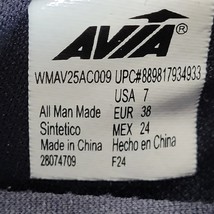 AVIA
WMAV25AC009 UPC#889817934933
USA 7
All Man Made EUR 38
Sintetico MEX 24
Made in China Hecho en China
28074709 F24